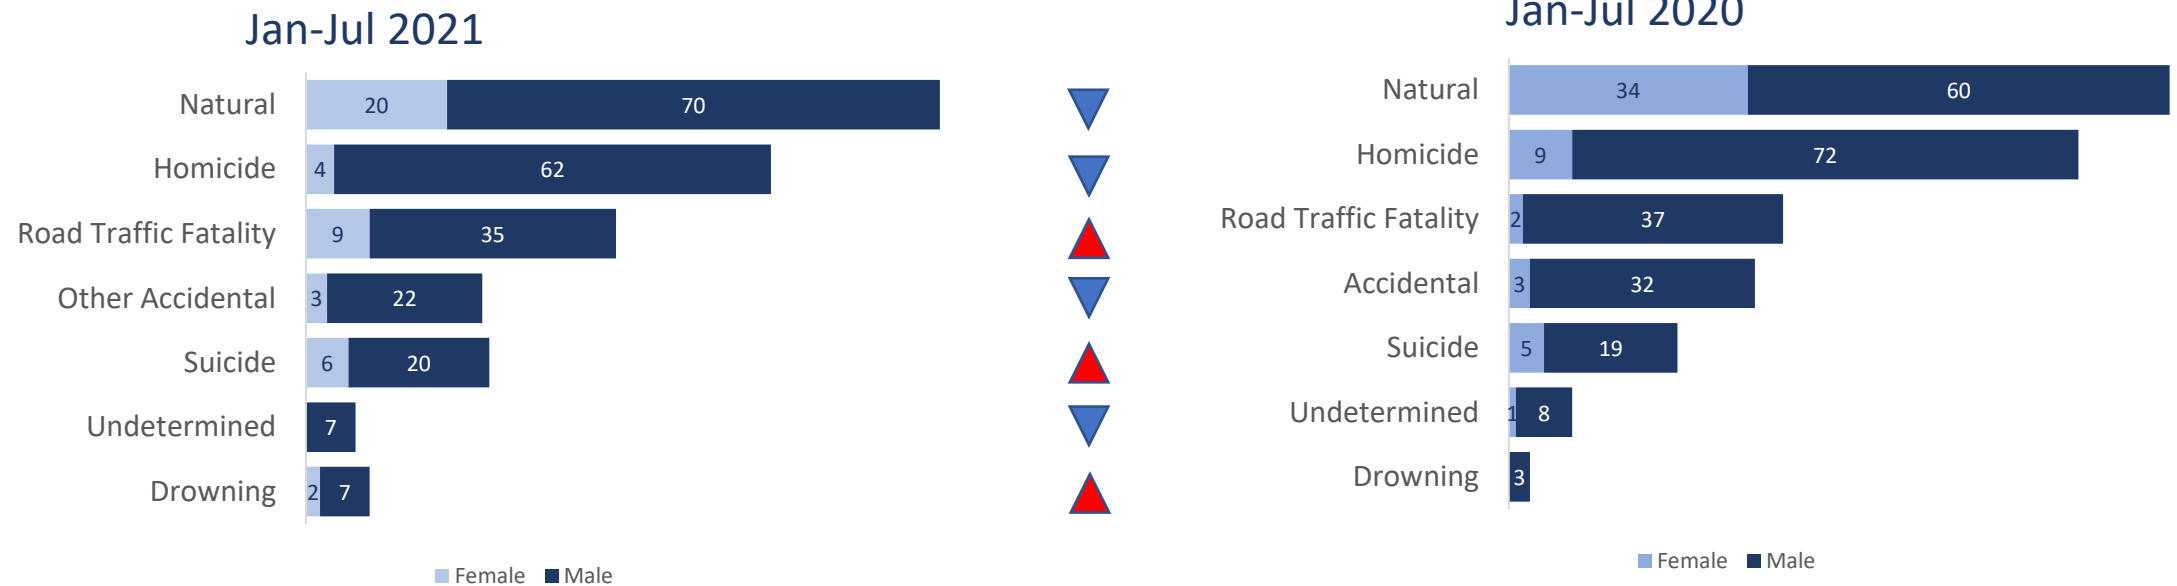 Jan-Jul 2021
Natural 20 70
Homicide 4 62
Road Traffic Fatality 9 35
Other Accidental 3 22
Suicide 6 20
Undetermined 7
Drowning 2 7
Female Male
Jan-Jul 2020
Natural 34 60
Homicide 9 72
Road Traffic Fatality 2 37
Accidental 3 32
Suicide 5 19
Undetermined 1 8
Drowning 3
Female Male